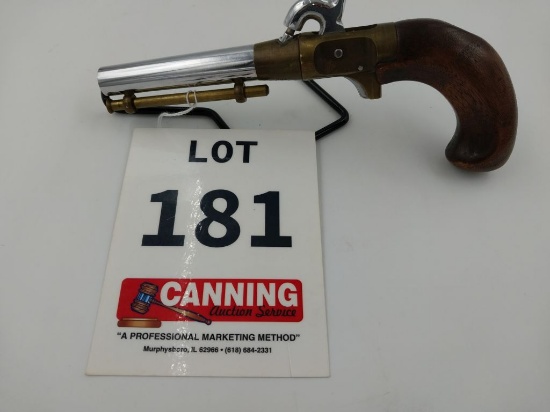 LOT
181
CANNING
Auction Service
"A PROFESSIONAL MARKETING METHOD"
Murphysboro, IL 62966 • (618) 684-2331